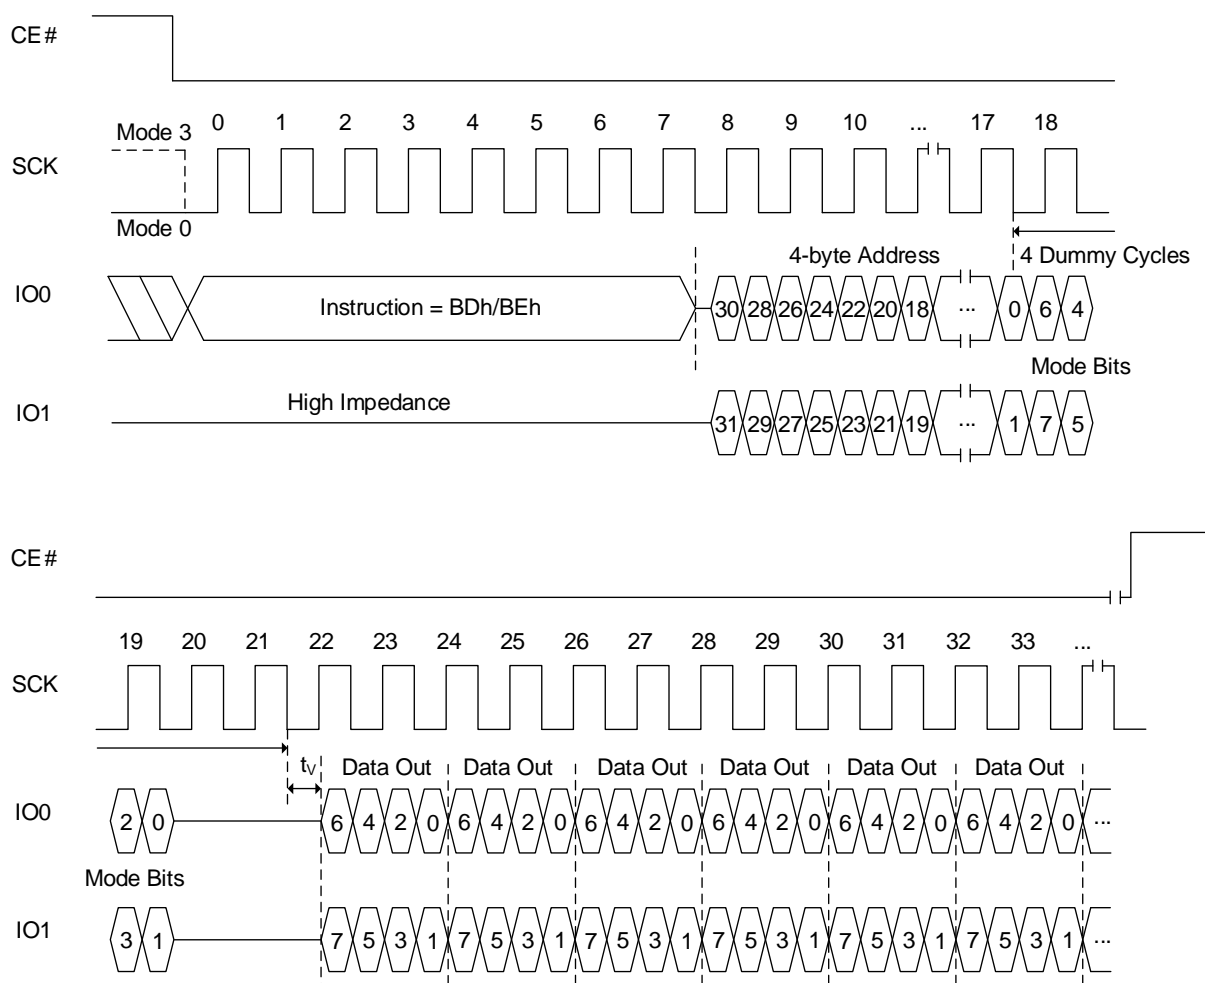 CE#
0 1 2 3 4 5 6 7 8 9 10 ... 17 18
Mode 3
SCK
Mode 0
4-byte Address 4 Dummy Cycles
IO0 Instruction = BDh/BEh 30 28 26 24 22 20 18 ... 0 6 4
Mode Bits
IO1 High Impedance 31 29 27 25 23 21 19 ... 1 7 5
CE#
19 20 21 22 23 24 25 26 27 28 29 30 31 32 33 ...
SCK
tV Data Out Data Out Data Out Data Out Data Out Data Out
IO0 2 0 6 4 2 0 6 4 2 0 6 4 2 0 6 4 2 0 6 4 2 0 6 4 2 0 ...
Mode Bits
IO1 3 1 7 5 3 1 7 5 3 1 7 5 3 1 7 5 3 1 7 5 3 1 7 5 3 1 ...